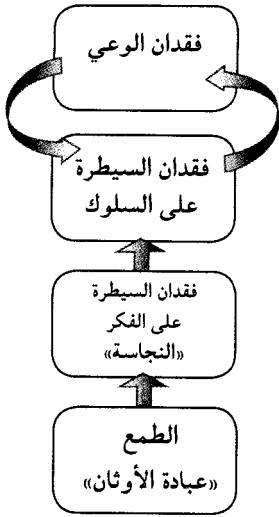 فقدان الوعي
فقدان السيطرة
على السلوك
فقدان السيطرة
على الفكر
«النجاسة»
الطمع
«عبادة الأوثان»